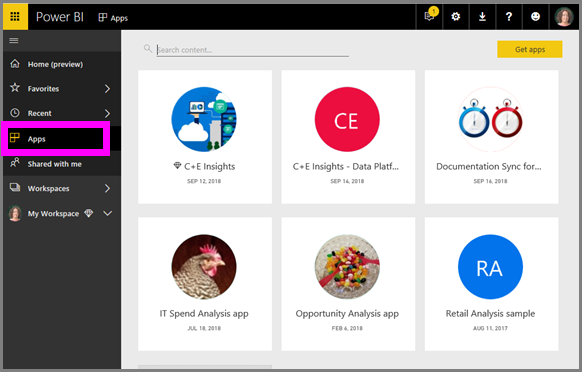 Power BI
Apps
1
?
Home (preview)
Favorites
Recent
Apps
Shared with me
Workspaces
My Workspace
Search content...
Get apps
C+E Insights
SEP 12, 2018
CE
C+E Insights - Data Platf...
SEP 14, 2018
Documentation Sync for...
SEP 16, 2018
IT Spend Analysis app
JUL 18, 2018
Opportunity Analysis app
FEB 6, 2018
RA
Retail Analysis sample
AUG 11, 2017